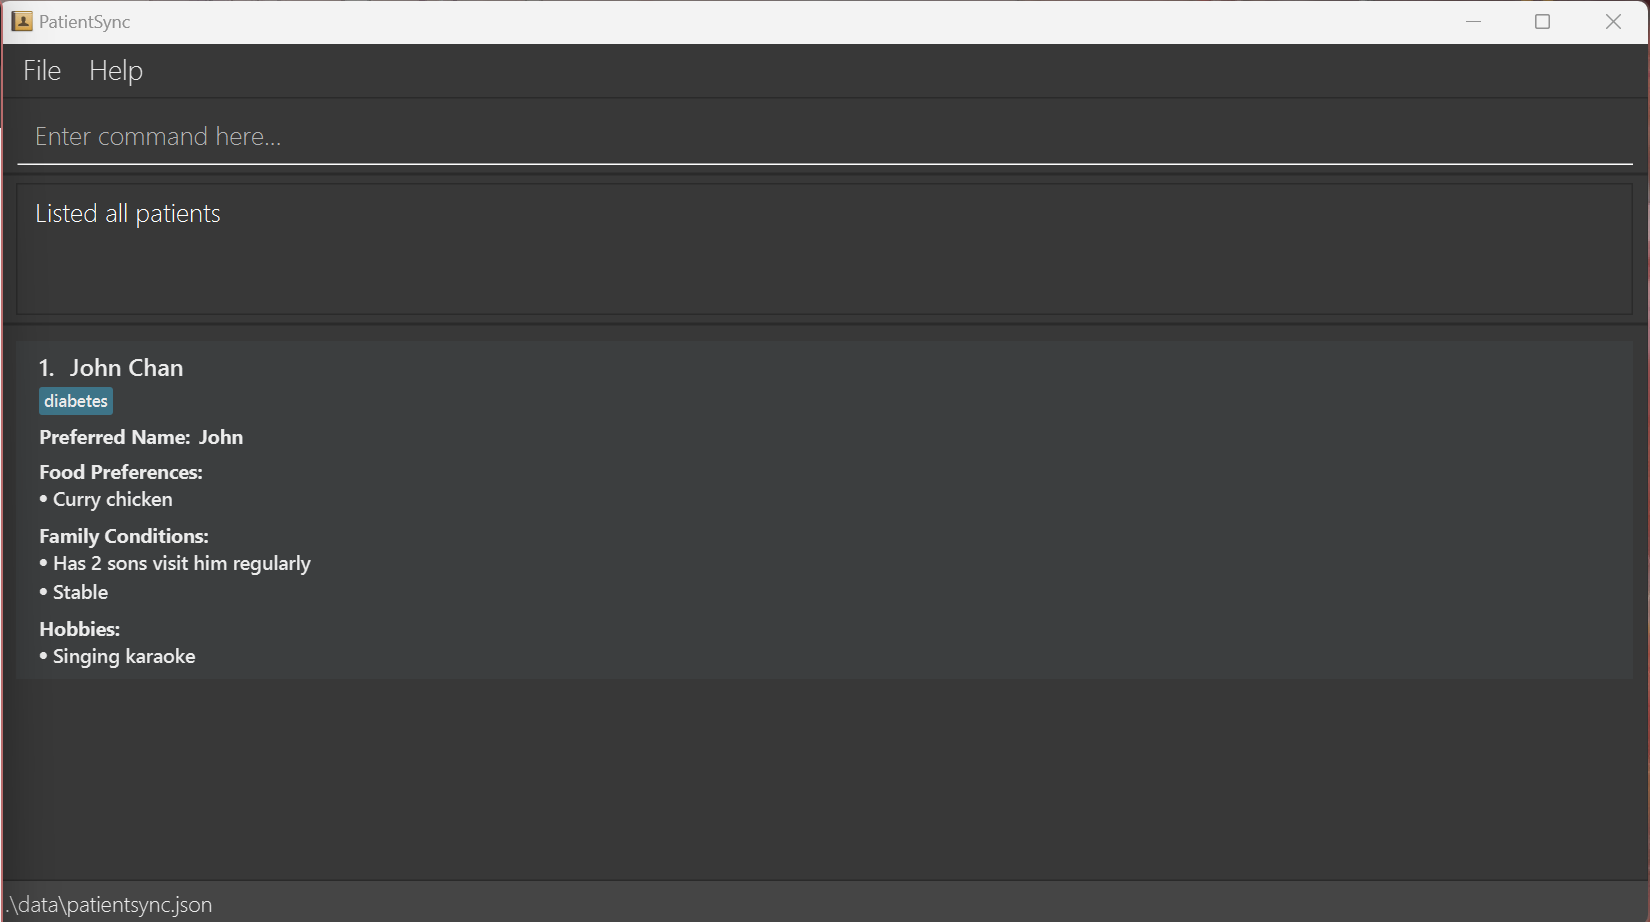 PatientSync
File Help
Enter command here...
Listed all patients
1. John Chan
diabetes
Preferred Name: John
Food Preferences:
• Curry chicken
Family Conditions:
• Has 2 sons visit him regularly
• Stable
Hobbies:
• Singing karaoke
.\data\patientsync.json